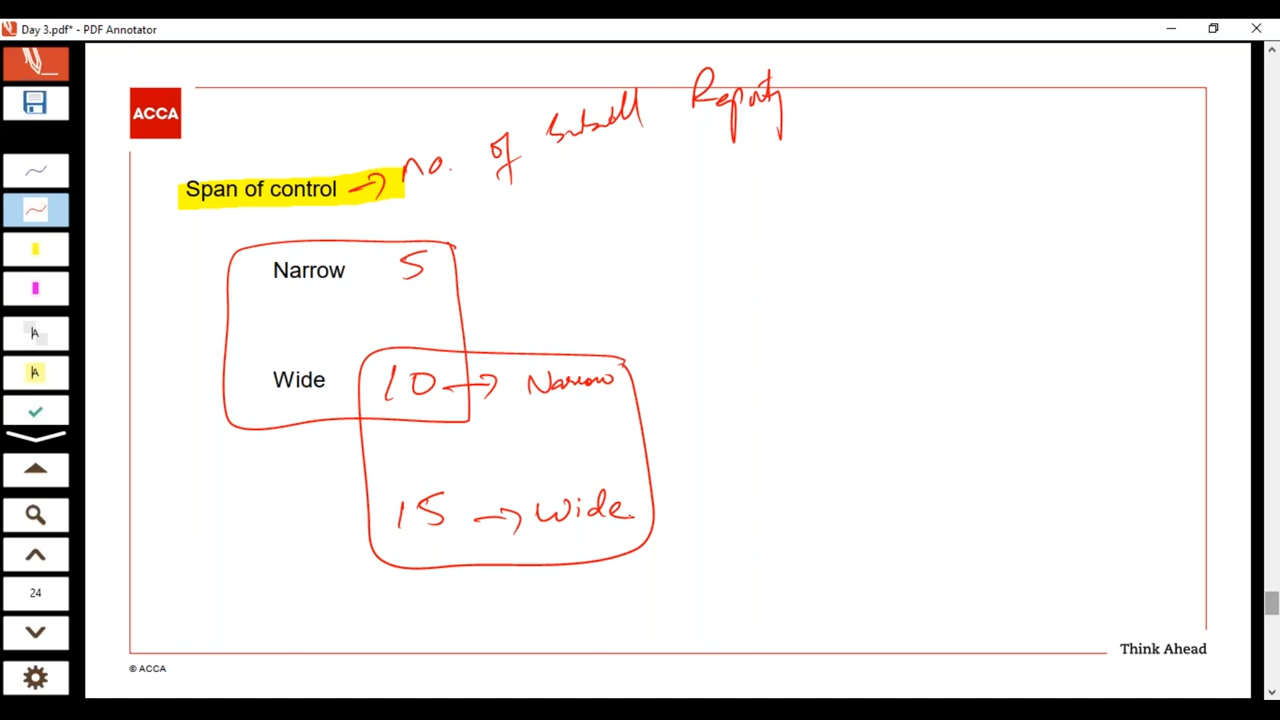 Day 3.pdf* - PDF Annotator
ACCA
Span of control → no. of Reporting
Narrow 5
Wide 10 → Narrow
15 → Wide
24
Think Ahead
© ACCA